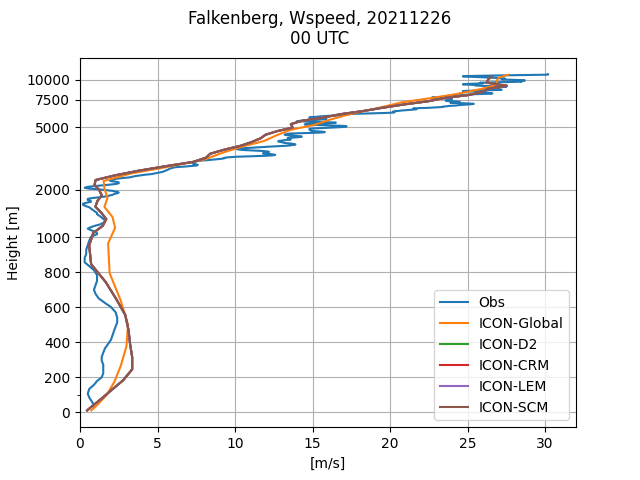 Falkenberg, Wspeed, 20211226
00 UTC
10000
7500
5000
2000
1000
800
600
400
200
0
Height [m]
0 5 10 15 20 25 30
[m/s]
Obs
ICON-Global
ICON-D2
ICON-CRM
ICON-LEM
ICON-SCM